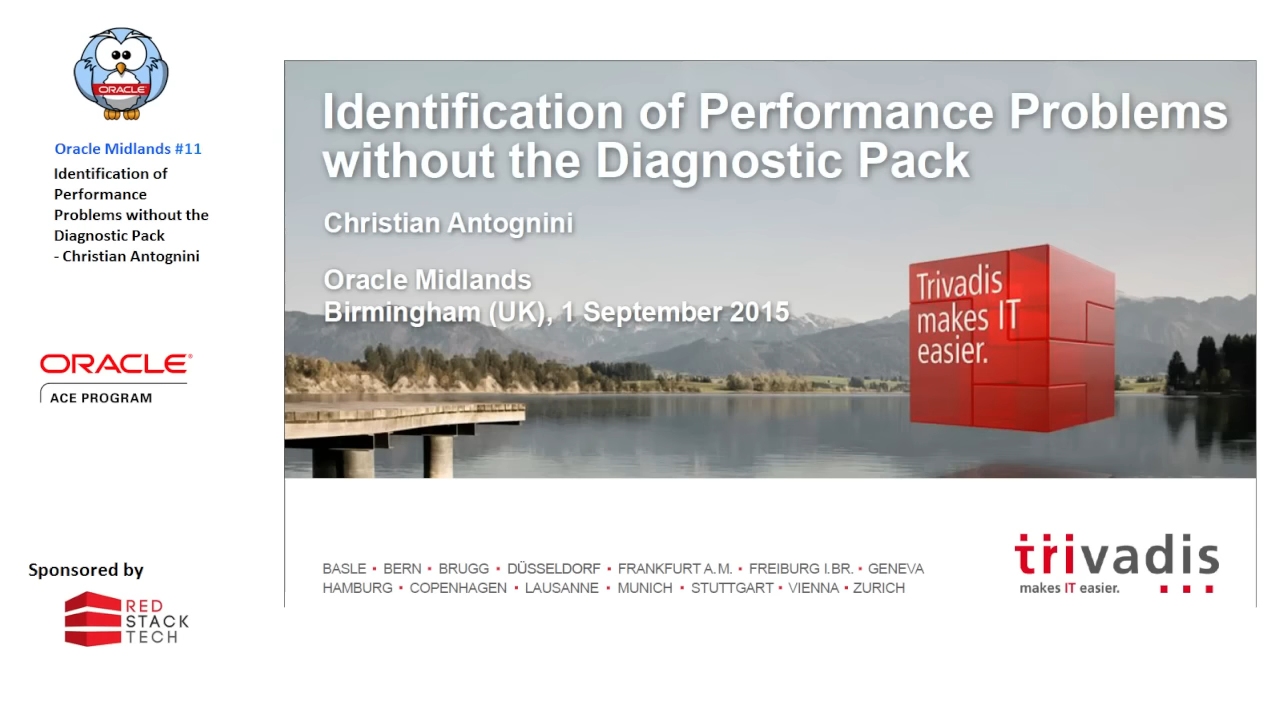 ORACLE
Oracle Midlands #11
Identification of
Performance
Problems without the
Diagnostic Pack
- Christian Antognini
ORACLE®
ACE PROGRAM
Sponsored by
RED
STACK
TECH
Identification of Performance Problems
without the Diagnostic Pack
Christian Antognini
Oracle Midlands
Birmingham (UK), 1 September 2015
Trivadis
makes IT
easier.
BASLE ▪ BERN ▪ BRUGG ▪ DÜSSELDORF ▪ FRANKFURT A.M. ▪ FREIBURG I.BR. ▪ GENEVA
HAMBURG ▪ COPENHAGEN ▪ LAUSANNE ▪ MUNICH ▪ STUTTGART ▪ VIENNA ▪ ZURICH
trivadis
makes IT easier.